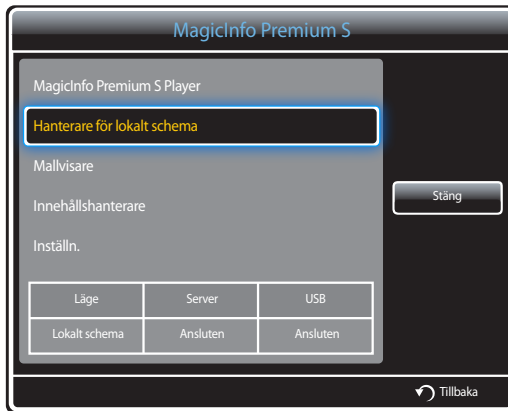 MagicInfo Premium S
MagicInfo Premium S Player
Hanterare för lokalt schema
Mallvisare
Innehållshanterare
Inställn.
Stäng
Läge Server USB
Lokalt schema Ansluten Ansluten
Tillbaka